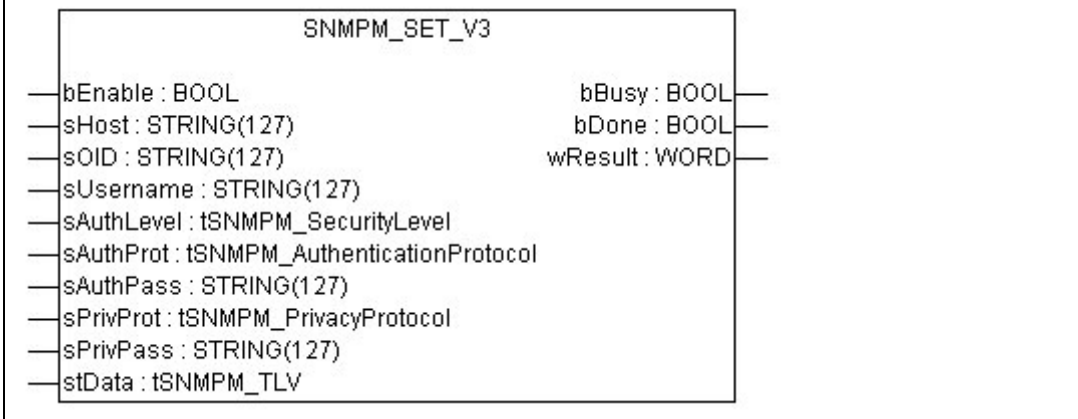 SNMPM_SET_V3
bEnable : BOOL bBusy : BOOL
sHost : STRING(127) bDone : BOOL
sOID : STRING(127) wResult : WORD
sUsername : STRING(127)
sAuthLevel : tSNMPM_SecurityLevel
sAuthProt : tSNMPM_AuthenticationProtocol
sAuthPass : STRING(127)
sPrivProt : tSNMPM_PrivacyProtocol
sPrivPass : STRING(127)
stData : tSNMPM_TLV